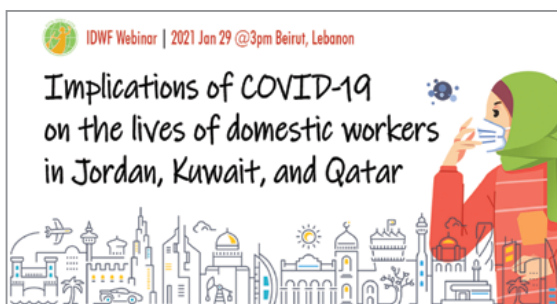 IDWF Webinar | 2021 Jan 29 @3pm Beirut, Lebanon
Implications of COVID-19
on the lives of domestic workers
in Jordan, Kuwait, and Qatar